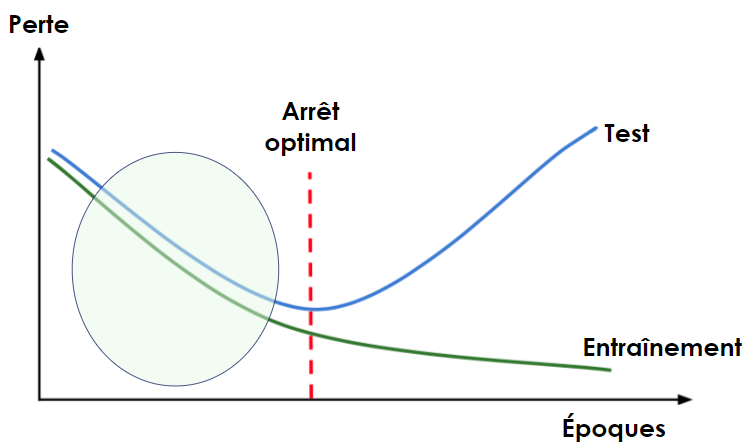 Perte
Arrêt
optimal
Test
Entraînement
Époques